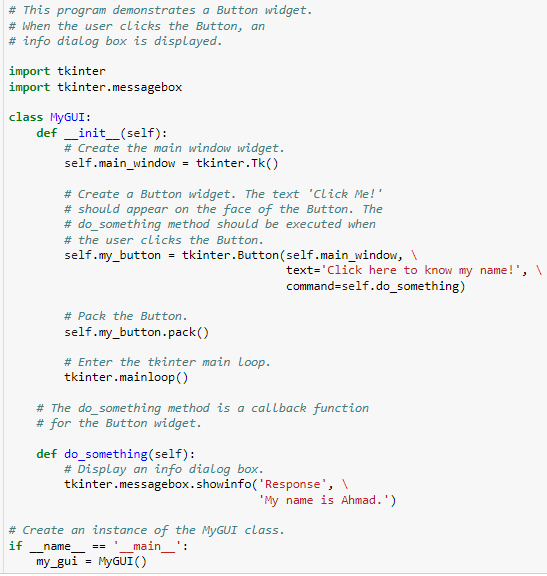 # This program demonstrates a Button widget.
# When the user clicks the Button, an
# info dialog box is displayed.

import tkinter
import tkinter.messagebox

class MyGUI:
    def __init__(self):
        # Create the main window widget.
        self.main_window = tkinter.Tk()

        # Create a Button widget. The text 'Click Me!'
        # should appear on the face of the Button. The
        # do_something method should be executed when
        # the user clicks the Button.
        self.my_button = tkinter.Button(self.main_window, \
                                        text='Click here to know my name!', \
                                        command=self.do_something)

        # Pack the Button.
        self.my_button.pack()

        # Enter the tkinter main loop.
        tkinter.mainloop()

    # The do_something method is a callback function
    # for the Button widget.

    def do_something(self):
        # Display an info dialog box.
        tkinter.messagebox.showinfo('Response', \
                                    'My name is Ahmad.')

# Create an instance of the MyGUI class.
if __name__ == '__main__':
    my_gui = MyGUI()